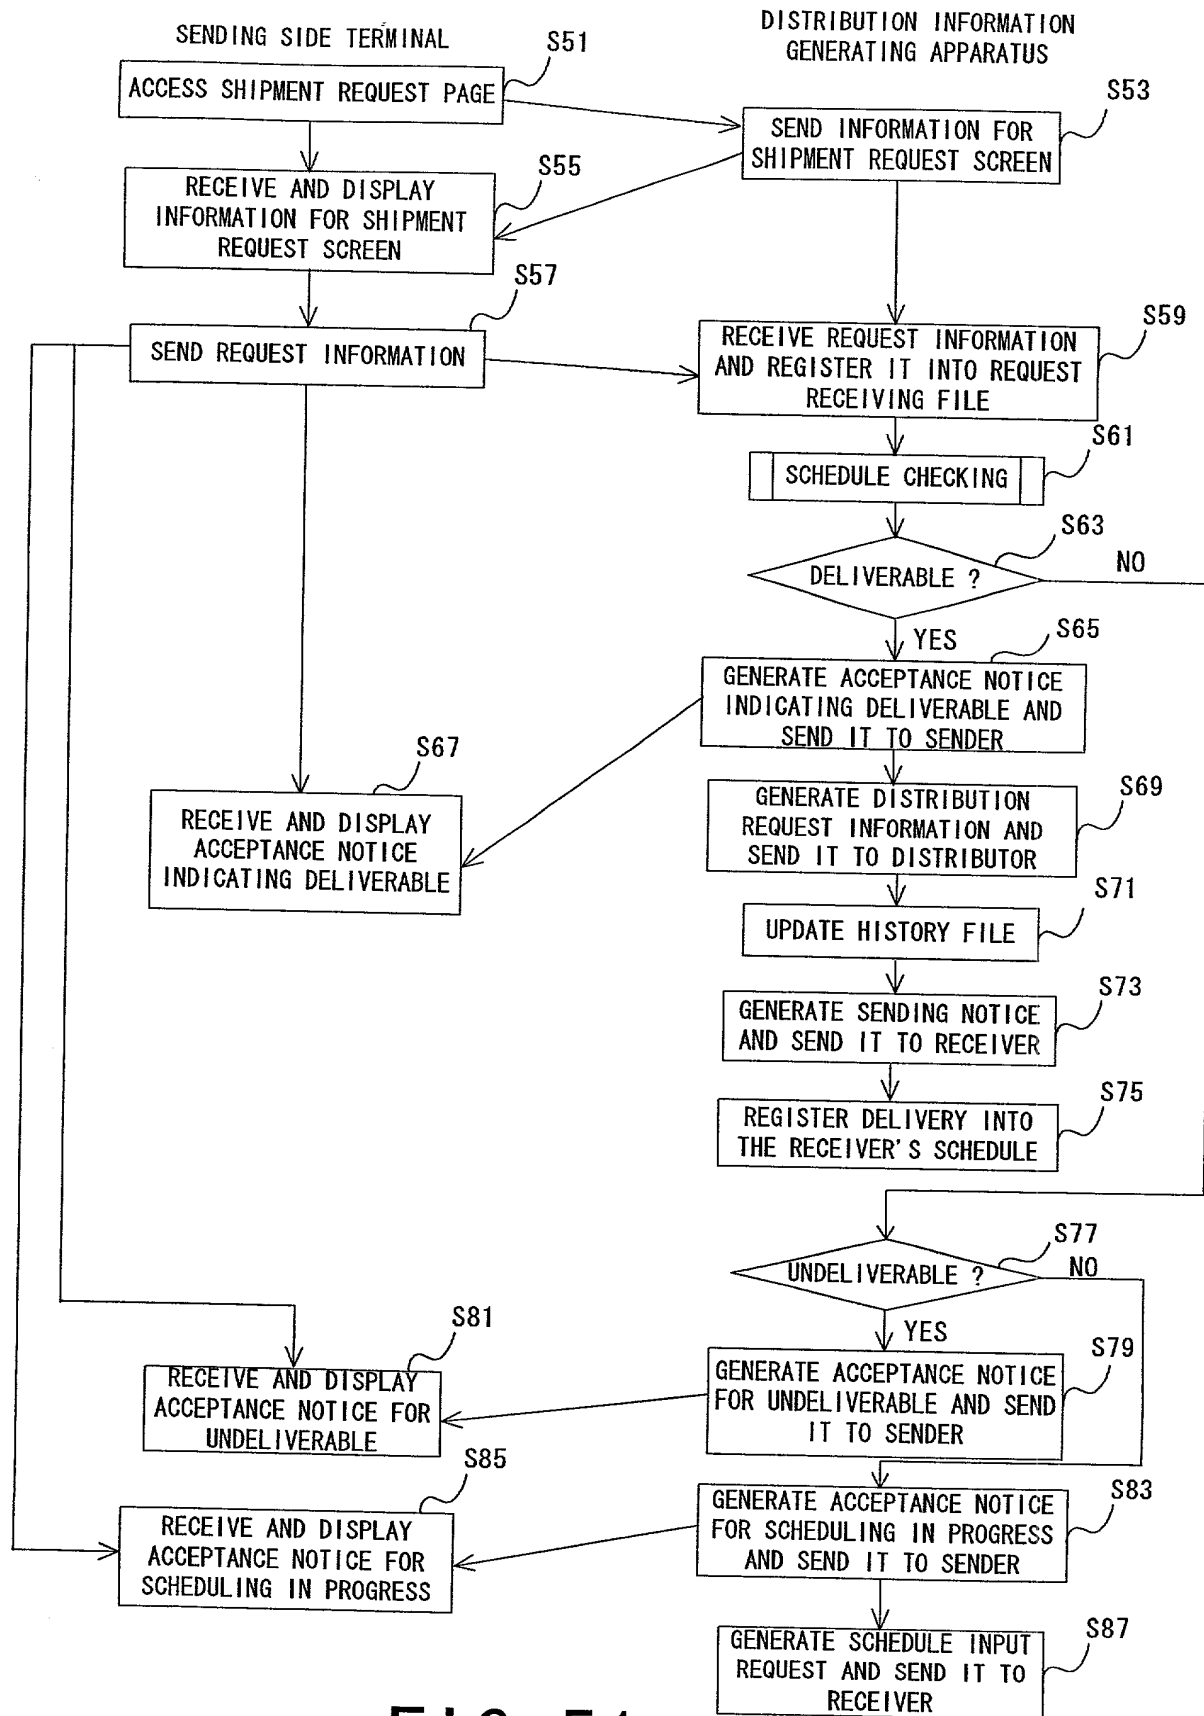 SENDING SIDE TERMINAL
DISTRIBUTION INFORMATION
GENERATING APPARATUS
S51
ACCESS SHIPMENT REQUEST PAGE
S53
SEND INFORMATION FOR
SHIPMENT REQUEST SCREEN
S55
RECEIVE AND DISPLAY
INFORMATION FOR SHIPMENT
REQUEST SCREEN
S57
SEND REQUEST INFORMATION
S59
RECEIVE REQUEST INFORMATION
AND REGISTER IT INTO REQUEST
RECEIVING FILE
S61
SCHEDULE CHECKING
S63
DELIVERABLE ?
NO
YES
S65
GENERATE ACCEPTANCE NOTICE
INDICATING DELIVERABLE AND
SEND IT TO SENDER
S67
RECEIVE AND DISPLAY
ACCEPTANCE NOTICE
INDICATING DELIVERABLE
S69
GENERATE DISTRIBUTION
REQUEST INFORMATION AND
SEND IT TO DISTRIBUTOR
S71
UPDATE HISTORY FILE
S73
GENERATE SENDING NOTICE
AND SEND IT TO RECEIVER
S75
REGISTER DELIVERY INTO
THE RECEIVER'S SCHEDULE
S77
UNDELIVERABLE ?
NO
YES
S79
GENERATE ACCEPTANCE NOTICE
FOR UNDELIVERABLE AND SEND
IT TO SENDER
S81
RECEIVE AND DISPLAY
ACCEPTANCE NOTICE FOR
UNDELIVERABLE
S83
GENERATE ACCEPTANCE NOTICE
FOR SCHEDULING IN PROGRESS
AND SEND IT TO SENDER
S85
RECEIVE AND DISPLAY
ACCEPTANCE NOTICE FOR
SCHEDULING IN PROGRESS
S87
GENERATE SCHEDULE INPUT
REQUEST AND SEND IT TO
RECEIVER